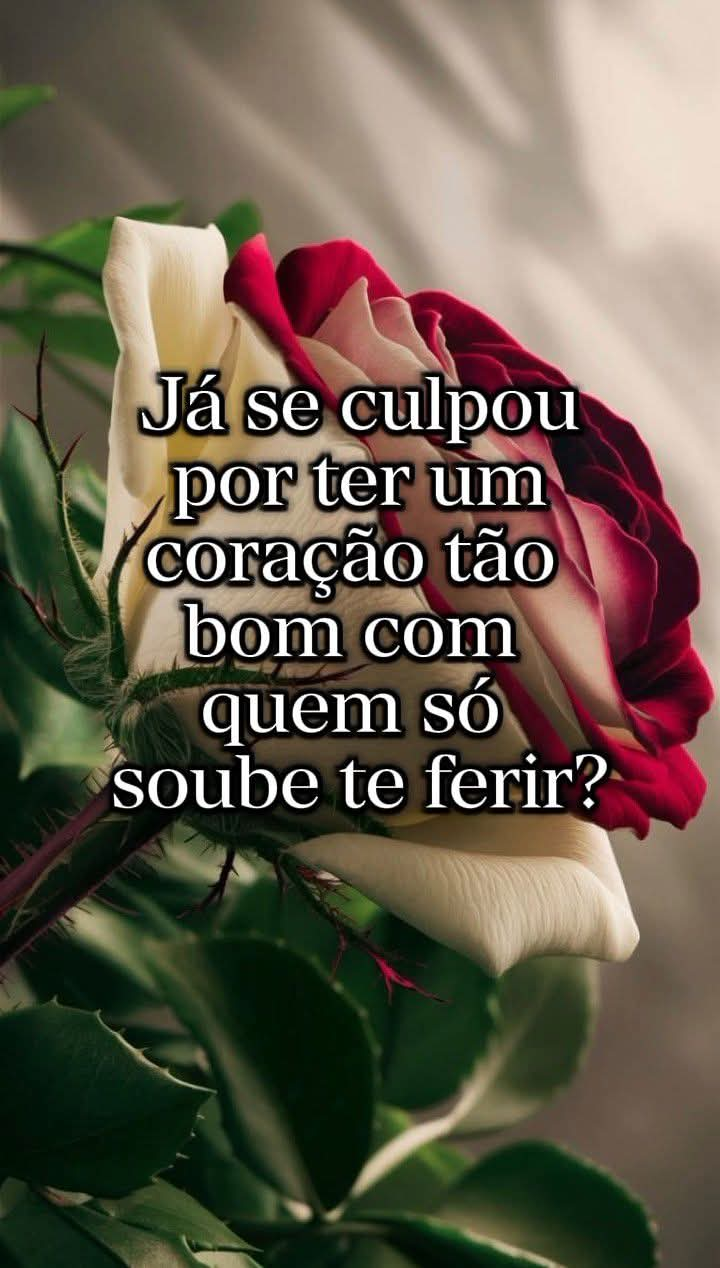 Já se culpou
por ter um
coração tão
bom com
quem só
soube te ferir?